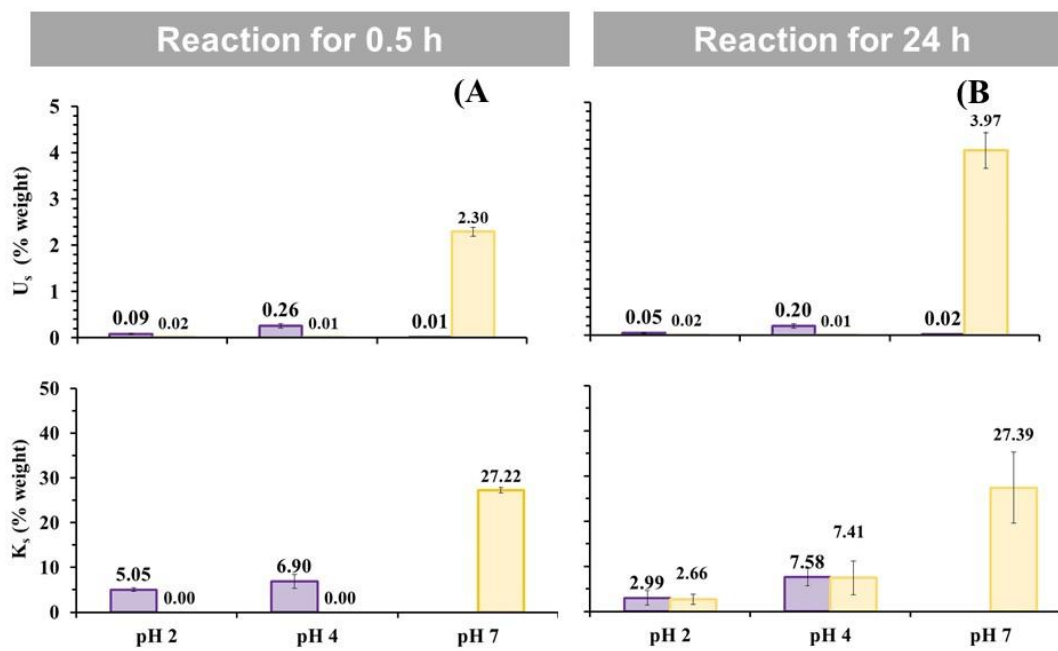 Reaction for 0.5 h
Reaction for 24 h
(A
(B
U_s (% weight)
5
4
3
2
1
0
0.09
0.02
0.26
0.01
0.01
2.30
0.05
0.02
0.20
0.01
0.02
3.97
K_s (% weight)
50
40
30
20
10
0
5.05
0.00
6.90
0.00
27.22
2.99
2.66
7.58
7.41
27.39
pH 2
pH 4
pH 7
pH 2
pH 4
pH 7